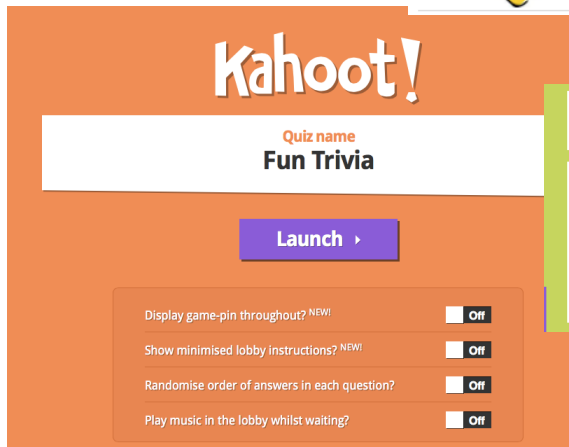 Kahoot!
Quiz name
Fun Trivia
Launch
Display game-pin throughout? NEW! Off
Show minimised lobby instructions? NEW! Off
Randomise order of answers in each question? Off
Play music in the lobby whilst waiting? Off